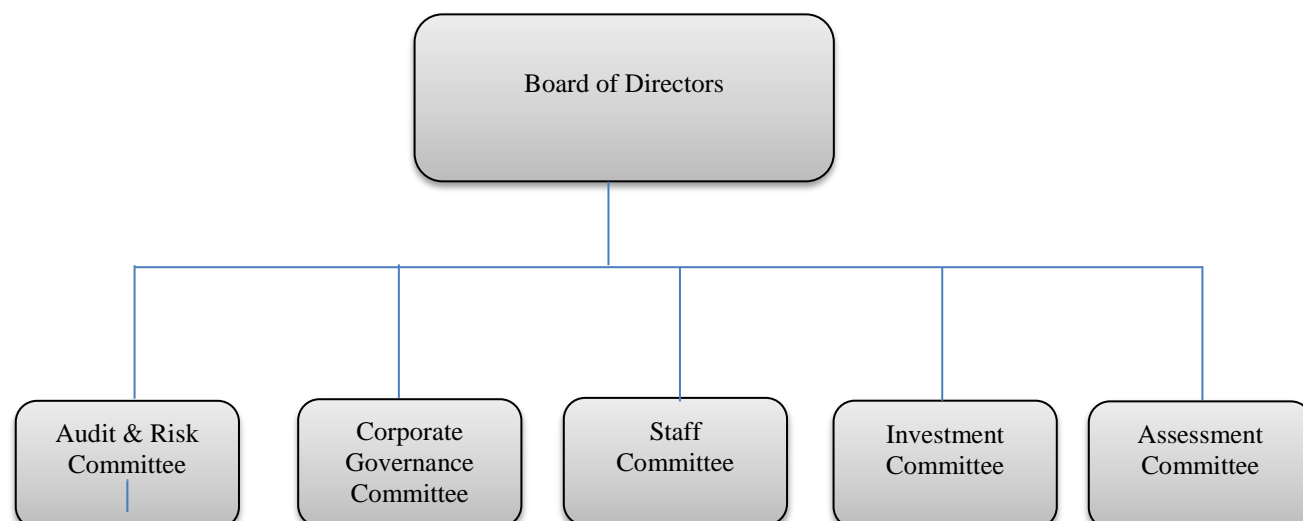 Board of Directors
Audit & Risk
Committee
Corporate
Governance
Committee
Staff
Committee
Investment
Committee
Assessment
Committee